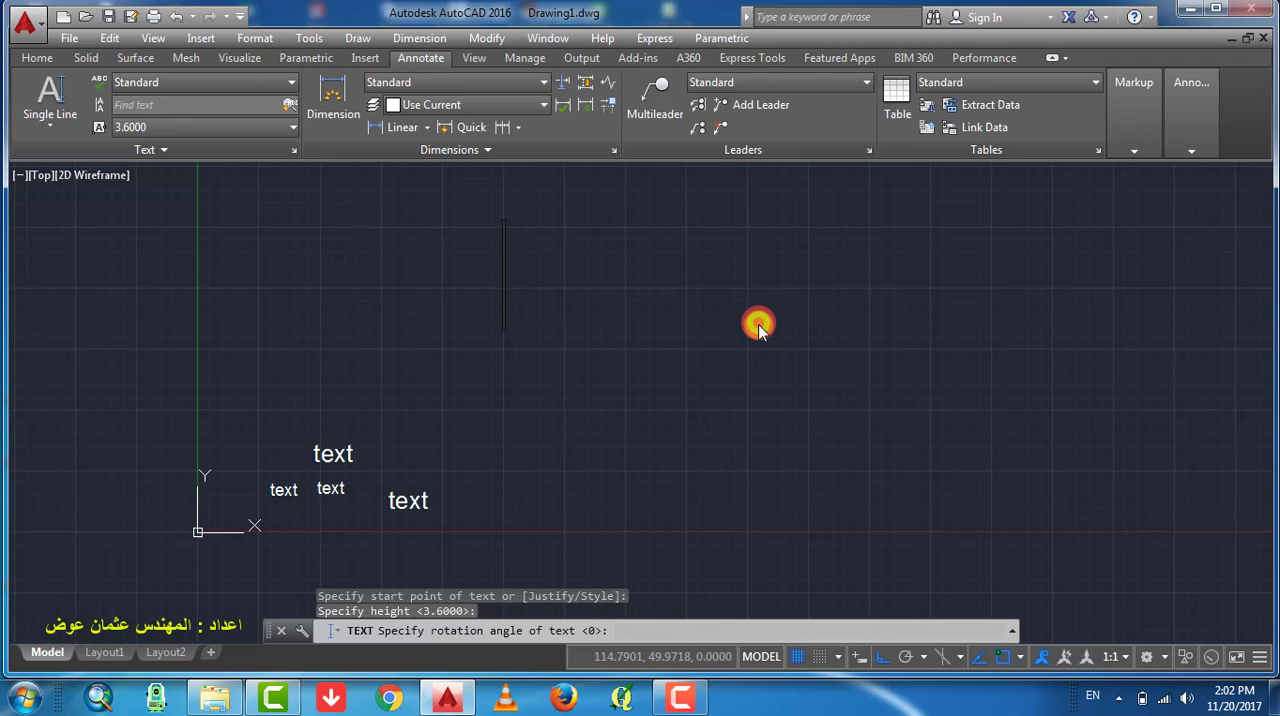 Autodesk AutoCAD 2016 Drawing1.dwg
Type a keyword or phrase
Sign In
File Edit View Insert Format Tools Draw Dimension Modify Window Help Express Parametric
Home Solid Surface Mesh Visualize Parametric Insert Annotate View Manage Output Add-ins A360 Express Tools Featured Apps BIM 360 Performance
Single Line
Standard
Find text
3.6000
Text
Dimension
Standard
Use Current
Linear
Quick
Dimensions
Multileader
Standard
Add Leader
Leaders
Table
Standard
Extract Data
Link Data
Tables
Markup
Anno...
[−][Top][2D Wireframe]
text
text
text
text
Y
X
Specify start point of text or [Justify/Style]:
Specify height <3.6000>:
TEXT Specify rotation angle of text <0>:
اعداد : المهندس عثمان عوض
Model Layout1 Layout2 +
114.7901, 49.9718, 0.0000 MODEL
1:1
EN
2:02 PM
11/20/2017